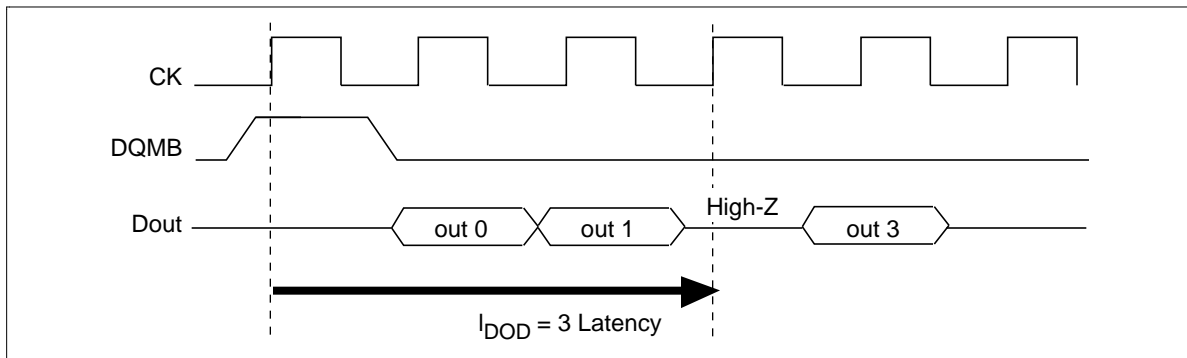 CK
DQMB
Dout
out 0
out 1
High-Z
out 3
lDOD = 3 Latency